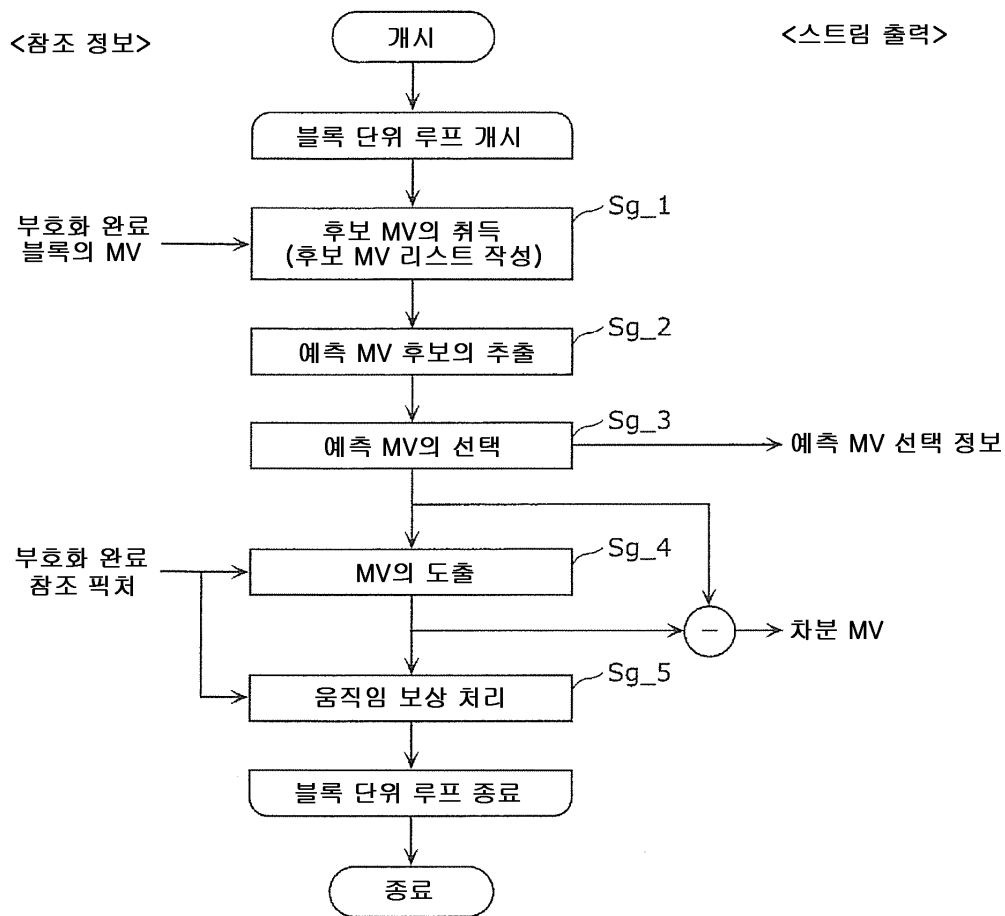 <참조 정보>
개시
<스트림 출력>
블록 단위 루프 개시
Sg_1
부호화 완료
블록의 MV
후보 MV의 취득
(후보 MV 리스트 작성)
Sg_2
예측 MV 후보의 추출
Sg_3
예측 MV의 선택
예측 MV 선택 정보
Sg_4
부호화 완료
참조 픽처
MV의 도출
−
차분 MV
Sg_5
움직임 보상 처리
블록 단위 루프 종료
종료